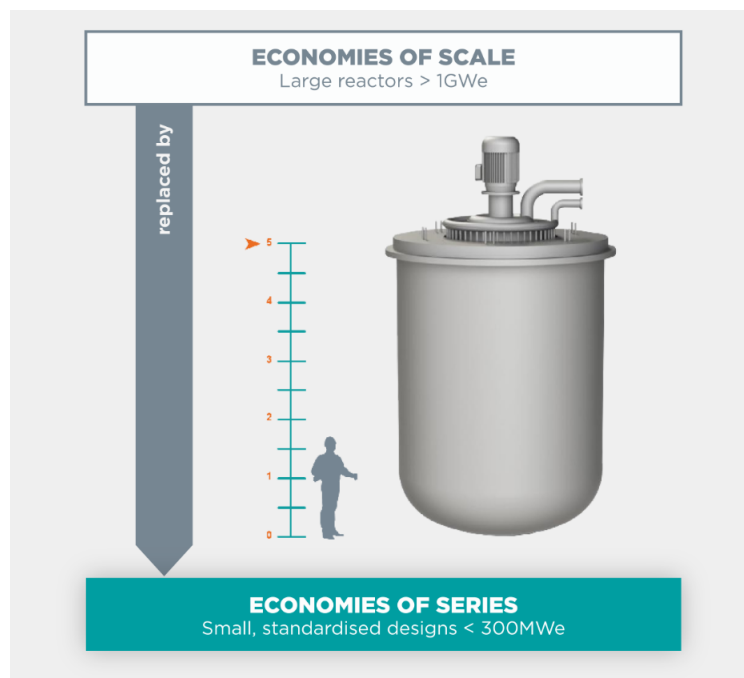 ECONOMIES OF SCALE
Large reactors > 1GWe
replaced by
5
4
3
2
1
0
ECONOMIES OF SERIES
Small, standardised designs < 300MWe